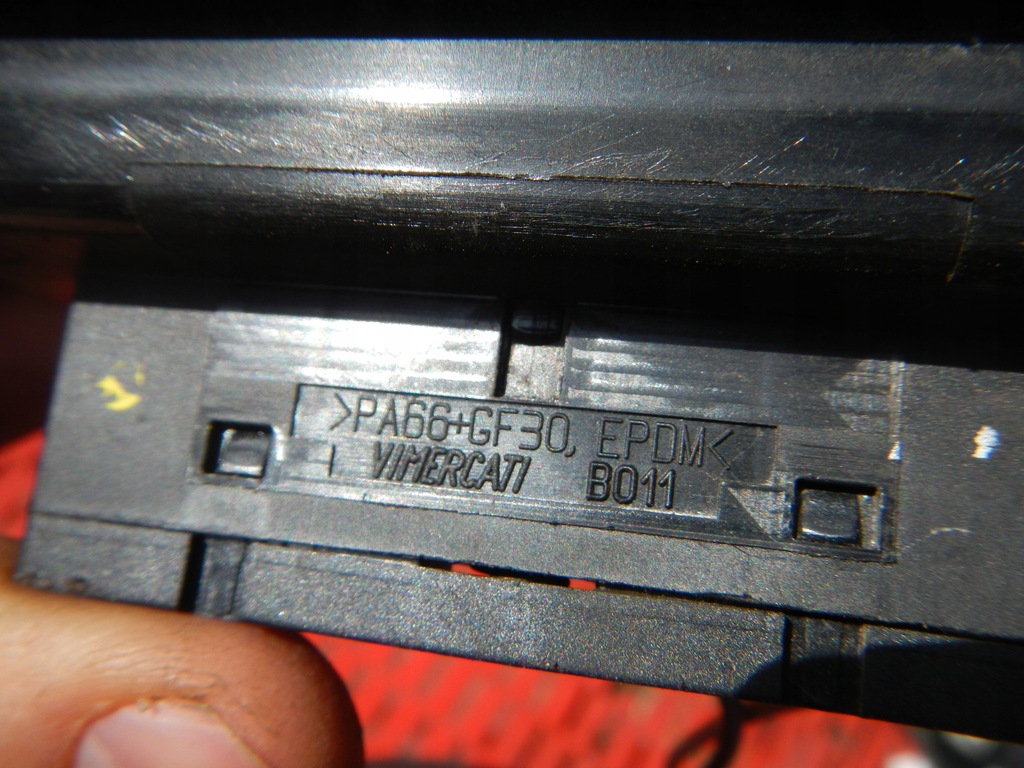 >PA66+GF30, EPDM<
VIMERCATI B011